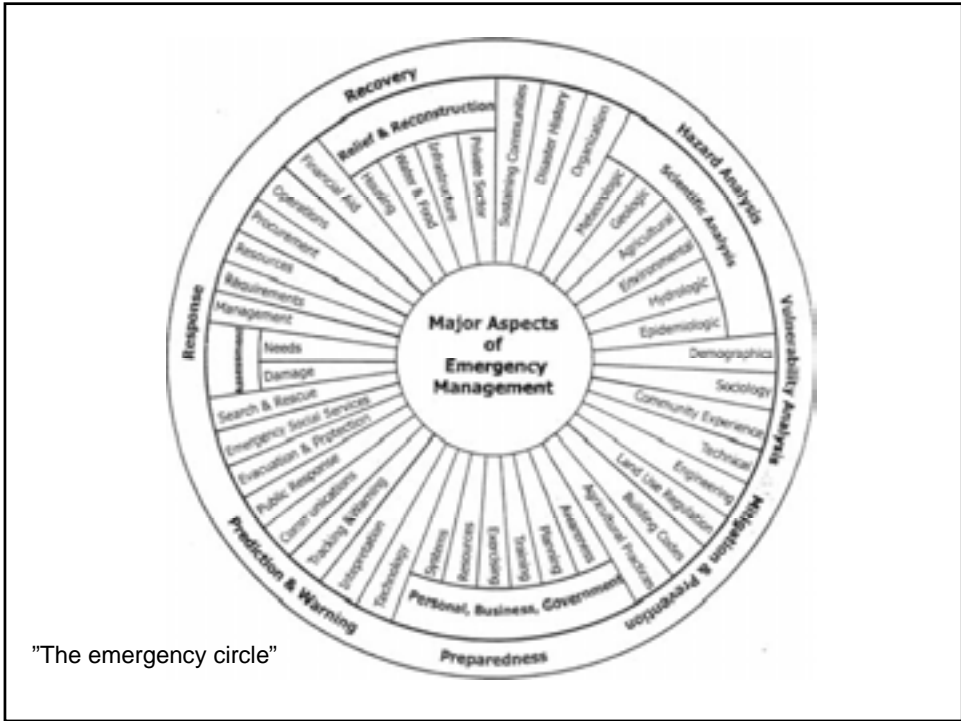 Recovery
Hazard Analysis
Vulnerability Analysis
Mitigation & Prevention
Preparedness
Prediction & Warning
Response
Relief & Reconstruction
Housing
Water & Food
Infrastructure
Private Sector
Sustaining Communities
Disaster History
Organization
Scientific Analysis
Meteorologic
Geologic
Agricultural
Environmental
Hydrologic
Epidemiologic
Demographics
Sociology
Community Experience
Technical
Engineering
Land Use Regulation
Building Codes
Agricultural Practices
Personal, Business, Government
Awareness
Planning
Training
Exercising
Resources
Systems
Technology
Tracking & Warning
Communications
Public Response
Evacuation & Protection
Emergency Social Services
Search & Rescue
Damage
Needs
Management
Requirements
Resources
Procurement
Operations
Financial Aid
Major Aspects
of
Emergency
Management
”The emergency circle”